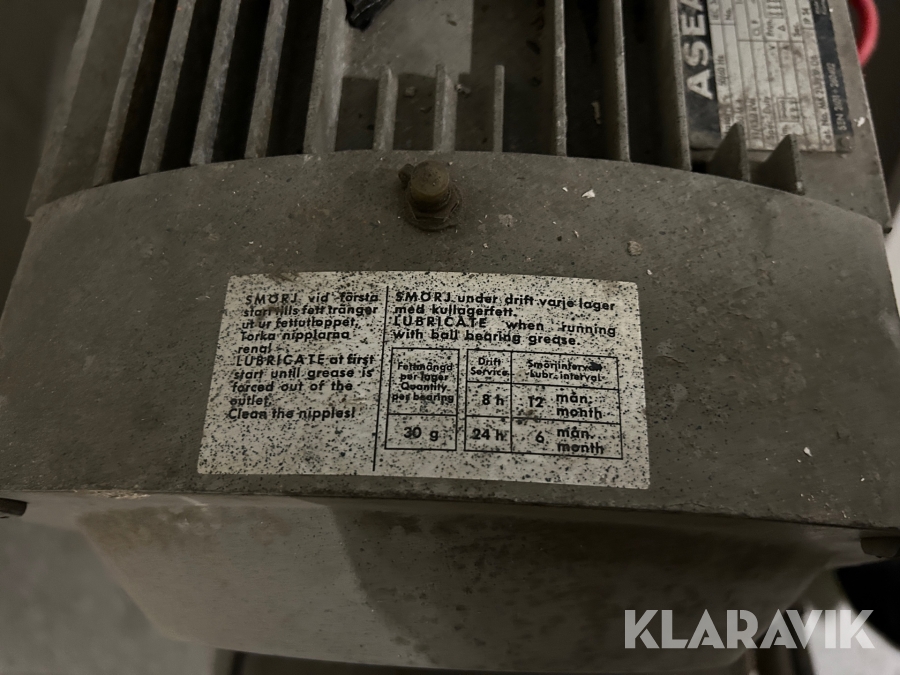 ASEA
SMÖRJ vid första
start tills fett tränger
ut ur fettutloppet.
Torka nipplarna
rena!
LUBRICATE at first
start until grease is
forced out of the
outlet.
Clean the nipples!
SMÖRJ under drift varje lager
med kullagerfett.
LUBRICATE when running
with ball bearing grease.
Fettmängd
per lager
Quantity
per bearing
30 g
Drift
Service
Smörjintervall
Lubr.-interval
8 h 12 mån.
month
24 h 6 mån.
month
KLARAVIK